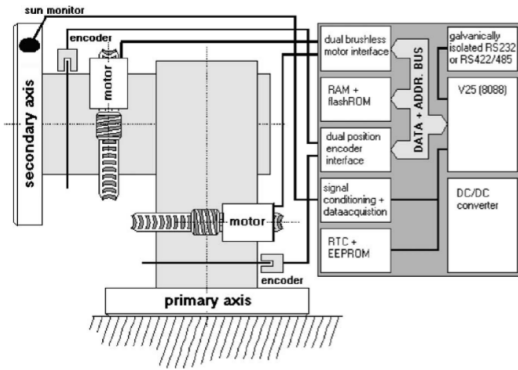 sun monitor
encoder
motor
secondary axis
motor
encoder
primary axis
dual brushless
motor interface
RAM +
flashROM
dual position
encoder
interface
signal
conditioning +
dataacquistion
RTC +
EEPROM
DATA + ADDR. BUS
galvanically
isolated RS232
or RS422/485
V25 (8088)
DC/DC
converter